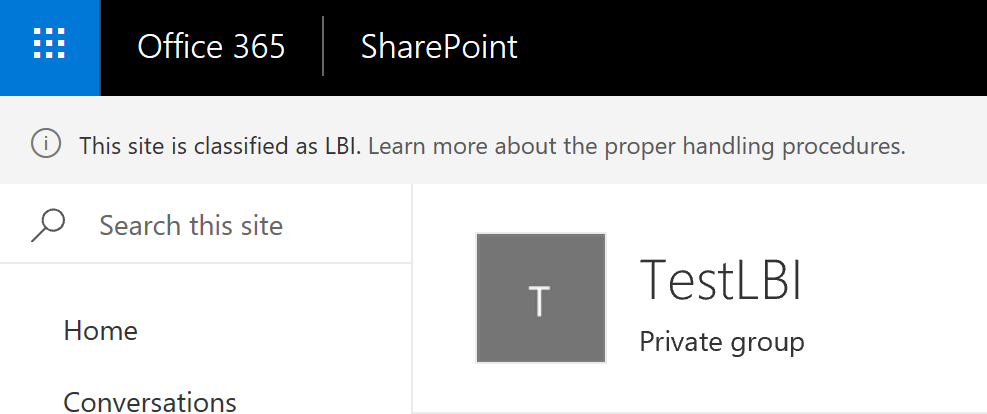 Office 365 SharePoint
This site is classified as LBI. Learn more about the proper handling procedures.
Search this site
T
TestLBI
Private group
Home
Conversations